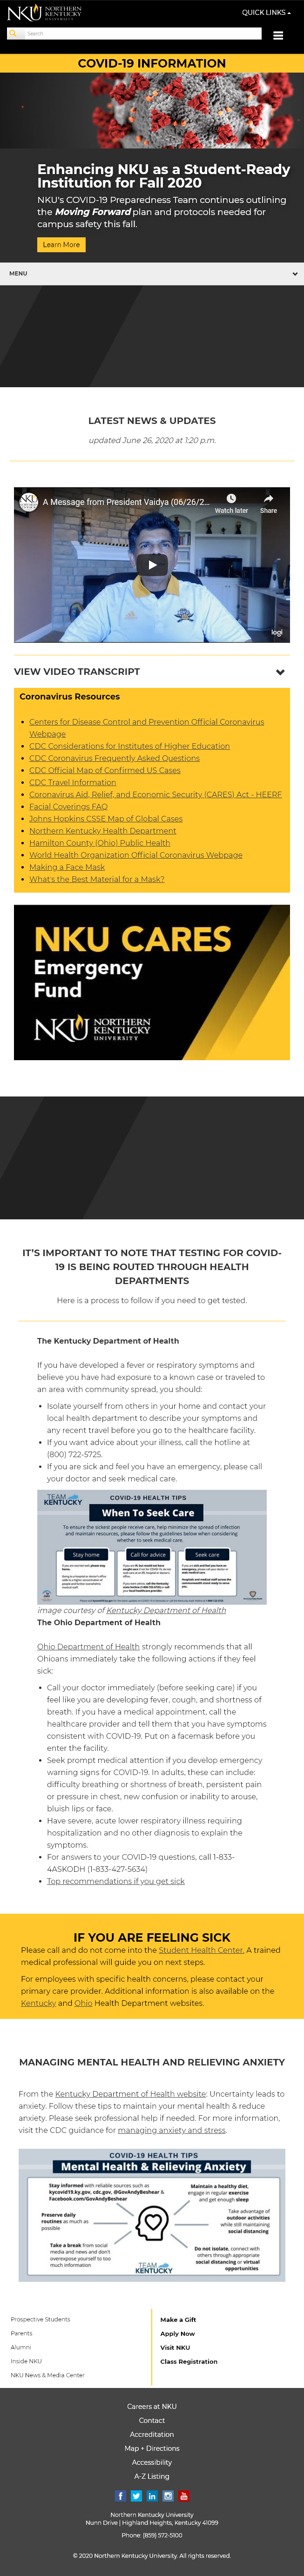 NKU NORTHERN KENTUCKY UNIVERSITY
QUICK LINKS
Search
COVID-19 INFORMATION
Enhancing NKU as a Student-Ready
Institution for Fall 2020
NKU's COVID-19 Preparedness Team continues outlining
the Moving Forward plan and protocols needed for
campus safety this fall.
Learn More
MENU
LATEST NEWS & UPDATES
updated June 26, 2020 at 1:20 p.m.
NKU
A Message from President Vaidya (06/26/2...
Watch later
Share
logi
VIEW VIDEO TRANSCRIPT
Coronavirus Resources
• Centers for Disease Control and Prevention Official Coronavirus
Webpage
• CDC Considerations for Institutes of Higher Education
• CDC Coronavirus Frequently Asked Questions
• CDC Official Map of Confirmed US Cases
• CDC Travel Information
• Coronavirus Aid, Relief, and Economic Security (CARES) Act - HEERF
• Facial Coverings FAQ
• Johns Hopkins CSSE Map of Global Cases
• Northern Kentucky Health Department
• Hamilton County (Ohio) Public Health
• World Health Organization Official Coronavirus Webpage
• Making a Face Mask
• What's the Best Material for a Mask?
NKU CARES
Emergency
Fund
NKU NORTHERN KENTUCKY UNIVERSITY
IT'S IMPORTANT TO NOTE THAT TESTING FOR COVID-
19 IS BEING ROUTED THROUGH HEALTH
DEPARTMENTS
Here is a process to follow if you need to get tested.
The Kentucky Department of Health
If you have developed a fever or respiratory symptoms and
believe you have had exposure to a known case or traveled to
an area with community spread, you should:
• Isolate yourself from others in your home and contact your
local health department to describe your symptoms and
any recent travel before you go to the healthcare facility.
• If you want advice about your illness, call the hotline at
(800) 722-5725.
• If you are sick and feel you have an emergency, please call
your doctor and seek medical care.
TEAM KENTUCKY
COVID-19 HEALTH TIPS
When To Seek Care
To ensure the sickest people receive care, help minimize the spread of infection
Stay home
Call for advice
Seek care
image courtesy of Kentucky Department of Health
The Ohio Department of Health
Ohio Department of Health strongly recommends that all
Ohioans immediately take the following actions if they feel
sick:
• Call your doctor immediately (before seeking care) if you
feel like you are developing fever, cough, and shortness of
breath. If you have a medical appointment, call the
healthcare provider and tell them that you have symptoms
consistent with COVID-19. Put on a facemask before you
enter the facility.
• Seek prompt medical attention if you develop emergency
warning signs for COVID-19. In adults, these can include:
difficulty breathing or shortness of breath, persistent pain
or pressure in chest, new confusion or inability to arouse,
bluish lips or face.
• Have severe, acute lower respiratory illness requiring
hospitalization and no other diagnosis to explain the
symptoms.
• For answers to your COVID-19 questions, call 1-833-
4ASKODH (1-833-427-5634)
• Top recommendations if you get sick
IF YOU ARE FEELING SICK
Please call and do not come into the Student Health Center. A trained
medical professional will guide you on next steps.
For employees with specific health concerns, please contact your
primary care provider. Additional information is also available on the
Kentucky and Ohio Health Department websites.
MANAGING MENTAL HEALTH AND RELIEVING ANXIETY
From the Kentucky Department of Health website: Uncertainty leads to
anxiety. Follow these tips to maintain your mental health & reduce
anxiety. Please seek professional help if needed. For more information,
visit the CDC guidance for managing anxiety and stress.
COVID-19 HEALTH TIPS
Mental Health & Relieving Anxiety
Stay informed with reliable sources such as
kycovid19.ky.gov, cdc.gov, @GovAndyBeshear &
Facebook.com/GovAndyBeshear
Maintain a healthy diet,
engage in regular exercise
and get enough sleep
Preserve daily
routines as much as
possible
Take advantage of
outdoor activities while
still social distancing
Take a break from social
media and news and don't
overexpose yourself to too
much information
Do not isolate, connect
with others through virtual
opportunities while
maintaining social distancing
TEAM KENTUCKY
Prospective Students
Parents
Alumni
Inside NKU
NKU News & Media Center
Make a Gift
Apply Now
Visit NKU
Class Registration
Careers at NKU
Contact
Accreditation
Map + Directions
Accessibility
A-Z Listing
Northern Kentucky University
Nunn Drive | Highland Heights, Kentucky 41099
Phone: (859) 572-5100
© 2020 Northern Kentucky University. All rights reserved.